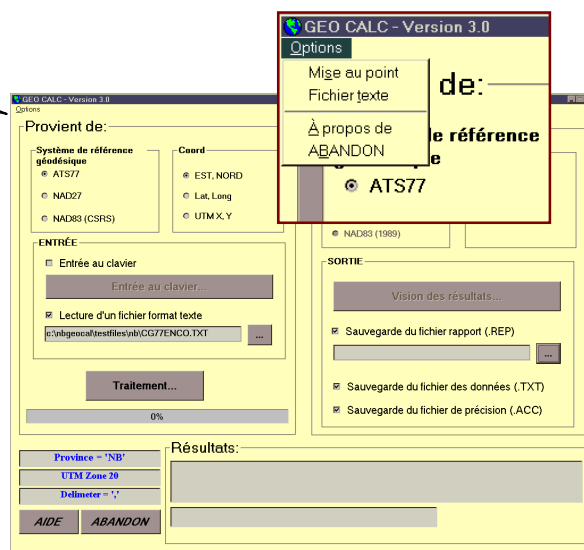 GEO CALC - Version 3.0
Options
Mise au point
Fichier texte
À propos de
ABANDON
de:
le référence
ATS77
GEO CALC - Version 3.0
Options
Provient de:
Système de référence
géodésique
ATS77
NAD27
NAD83 (CSRS)
Coord
EST, NORD
Lat, Long
UTM X, Y
NAD83 (1989)
ENTRÉE
Entrée au clavier
Entrée au clavier...
Lecture d'un fichier format texte
c:\nbgeocal\testfiles\nb\CG77ENCO.TXT
...
Traitement...
0%
SORTIE
Vision des résultats...
Sauvegarde du fichier rapport (.REP)
...
Sauvegarde du fichier des données (.TXT)
Sauvegarde du fichier de précision (.ACC)
Province = 'NB'
UTM Zone 20
Delimeter = ','
AIDE
ABANDON
Résultats: